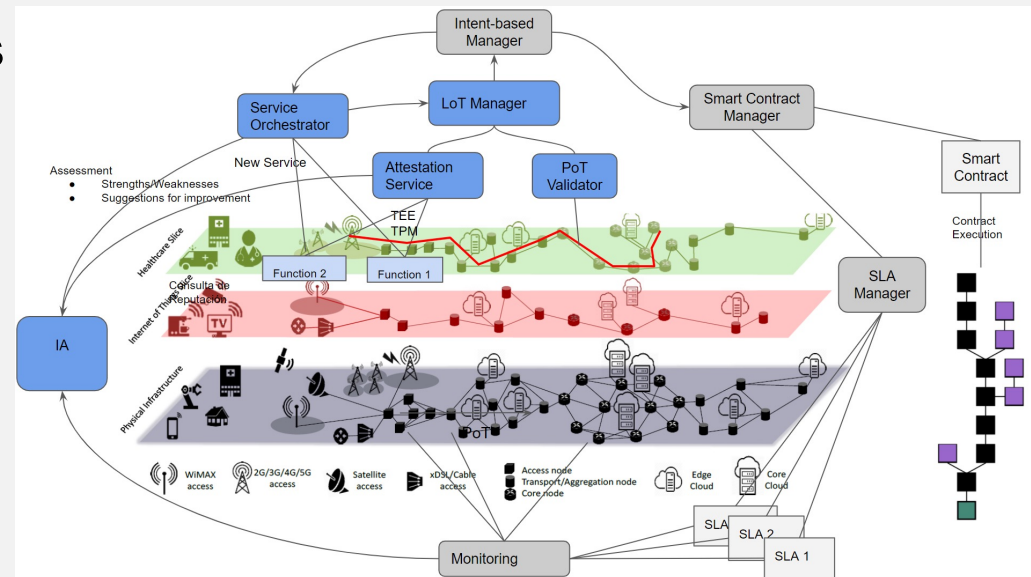 s
Intent-based
Manager
Service
Orchestrator
LoT Manager
Smart Contract
Manager
New Service
Attestation
Service
PoT
Validator
Smart
Contract
Assessment
Strengths/Weaknesses
Suggestions for improvement
TEE
TPM
Contract
Execution
Healthcare Slice
Function 2
Function 1
SLA
Manager
Consulta de
Reputación
Internet of Things Slice
TV
IA
Physical Infrastructure
PoT
WiMAX
access
2G/3G/4G/5G
access
Satellite
access
xDSL/Cable
access
Access node
Transport/Aggregation node
Core node
Edge
Cloud
Core
Cloud
SLA
SLA 2
SLA 1
Monitoring